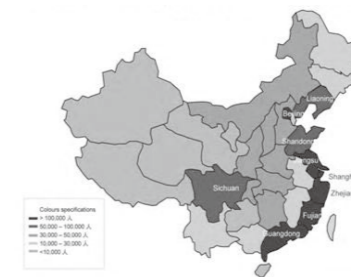 Liaoning
Beijing
Shandong
Jiangsu
Shangh
Zhejia
Sichuan
Fujian
Guangdong
Colours specifications
> 100,000 人
50,000 – 100,000 人
30,000 – 50,000 人
10,000 – 30,000 人
<10,000 人